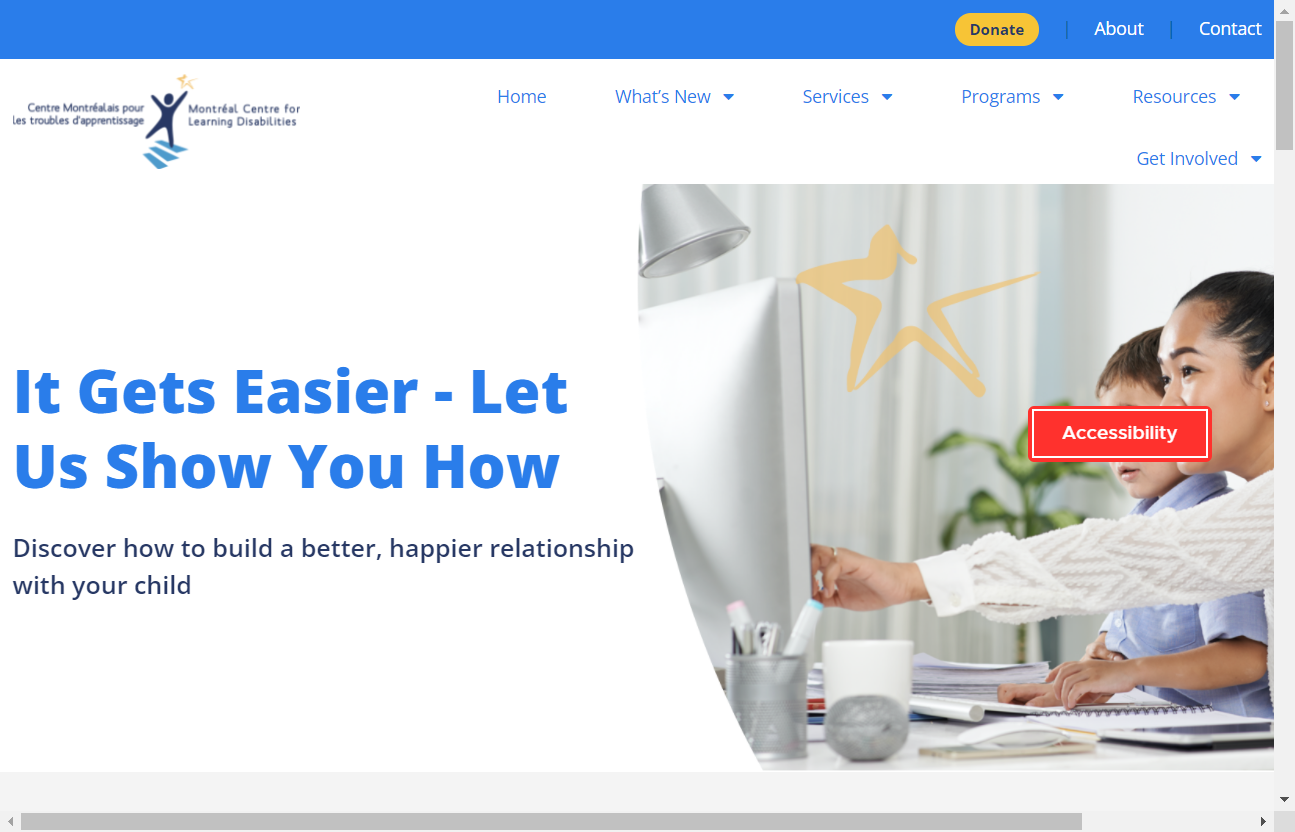 Donate | About | Contact
Centre Montréalais pour
les troubles d'apprentissage
Montréal Centre for
Learning Disabilities
Home What's New Services Programs Resources
Get Involved
It Gets Easier - Let
Us Show You How
Accessibility
Discover how to build a better, happier relationship
with your child